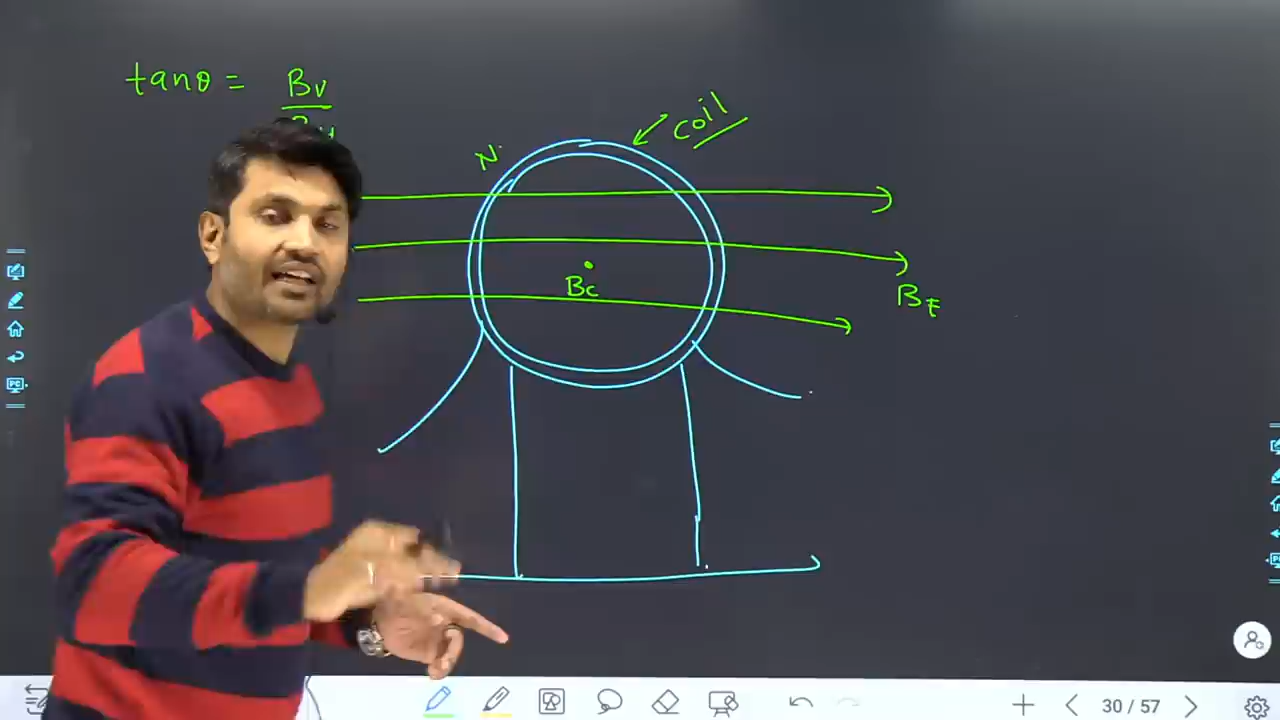 tanθ = Bv
coil
N
Bc
BE
30 / 57